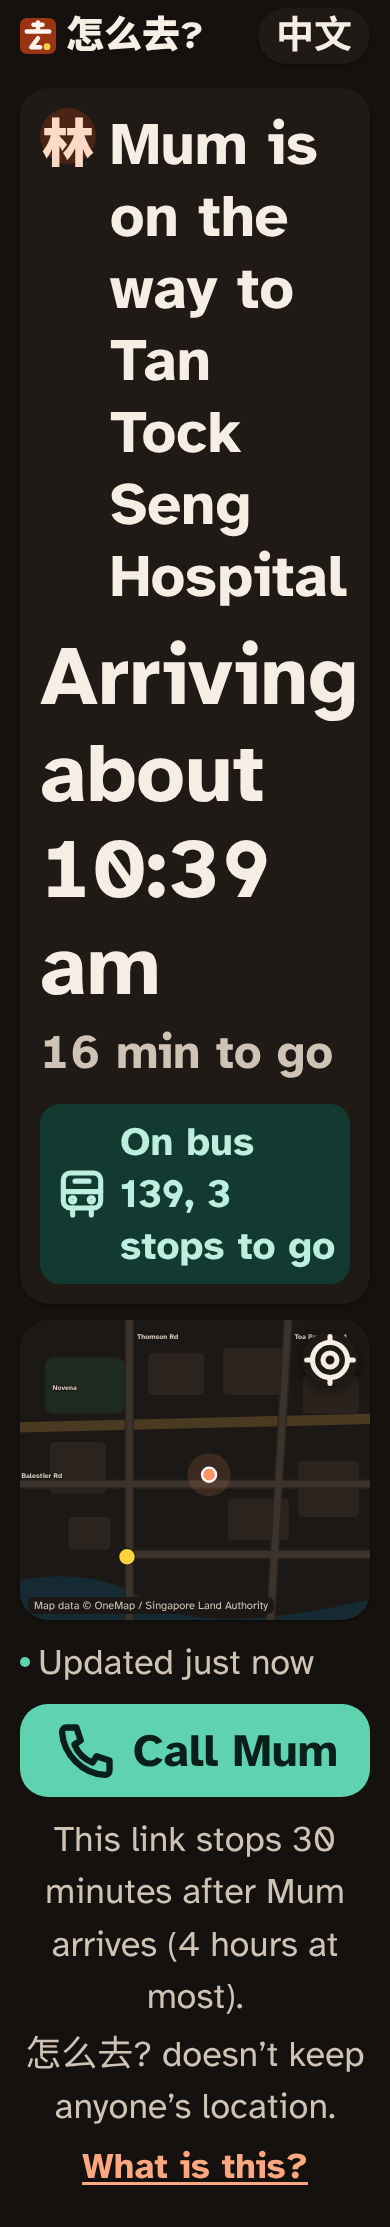 去 怎么去? 中文
林 Mum is
on the
way to
Tan
Tock
Seng
Hospital
Arriving
about
10:39
am
16 min to go
On bus
139, 3
stops to go
Thomson Rd
Novena
Balestier Rd
Map data © OneMap / Singapore Land Authority
Updated just now
Call Mum
This link stops 30
minutes after Mum
arrives (4 hours at
most).
怎么去? doesn’t keep
anyone’s location.
What is this?